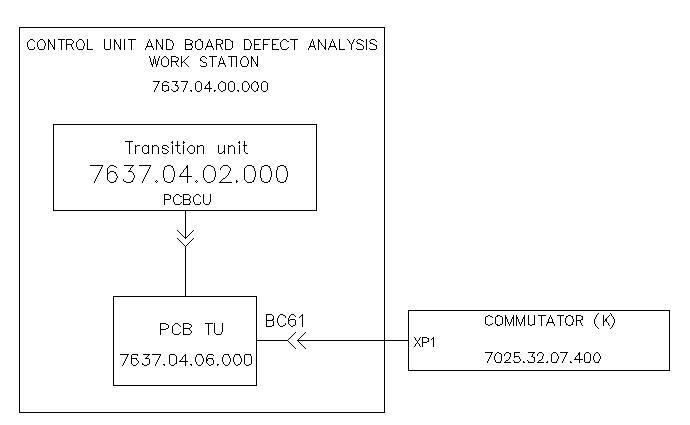 CONTROL UNIT AND BOARD DEFECT ANALYSIS
WORK STATION
7637.04.00.000
Transition unit
7637.04.02.000
PCBCU
BC61
PCB TU
7637.04.06.000
COMMUTATOR (K)
XP1
7025.32.07.400